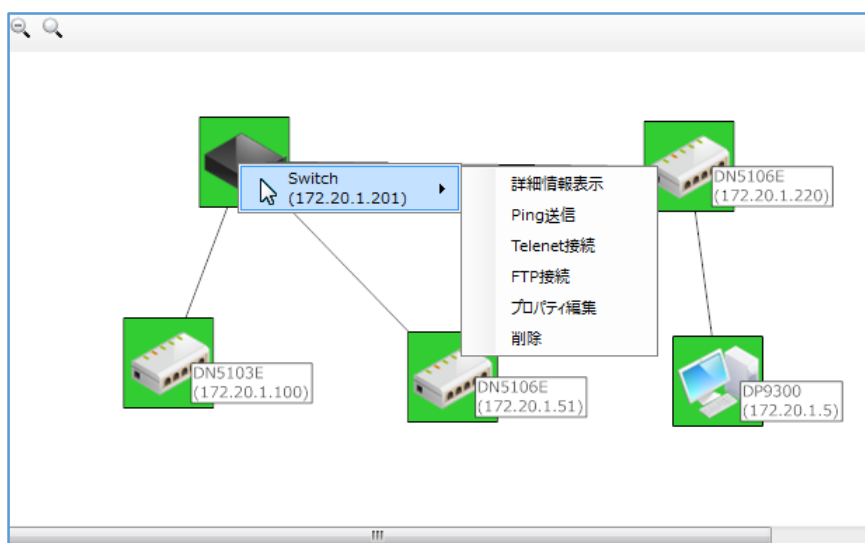 Switch
(172.20.1.201)
詳細情報表示
Ping送信
Telenet接続
FTP接続
プロパティ編集
削除
DN5106E
(172.20.1.220)
DN5103E
(172.20.1.100)
DN5106E
(172.20.1.51)
DP9300
(172.20.1.5)